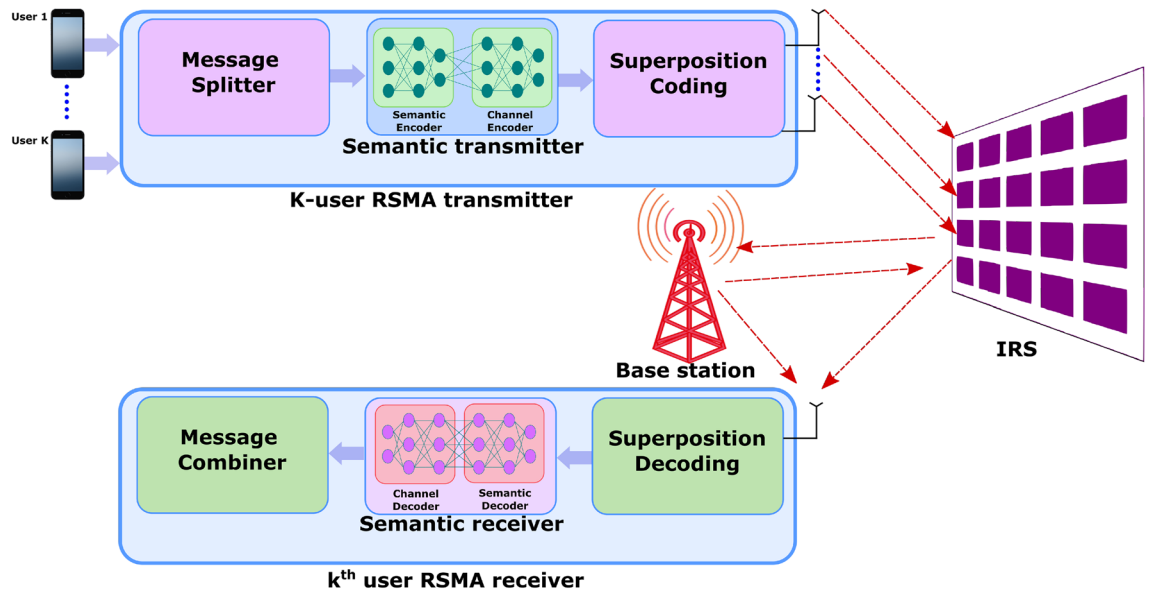 User 1
Message
Splitter
Superposition
Coding
Semantic
Encoder
Channel
Encoder
Semantic transmitter
User K
K-user RSMA transmitter
IRS
Base station
Message
Combiner
Superposition
Decoding
Channel
Decoder
Semantic
Decoder
Semantic receiver
kth user RSMA receiver